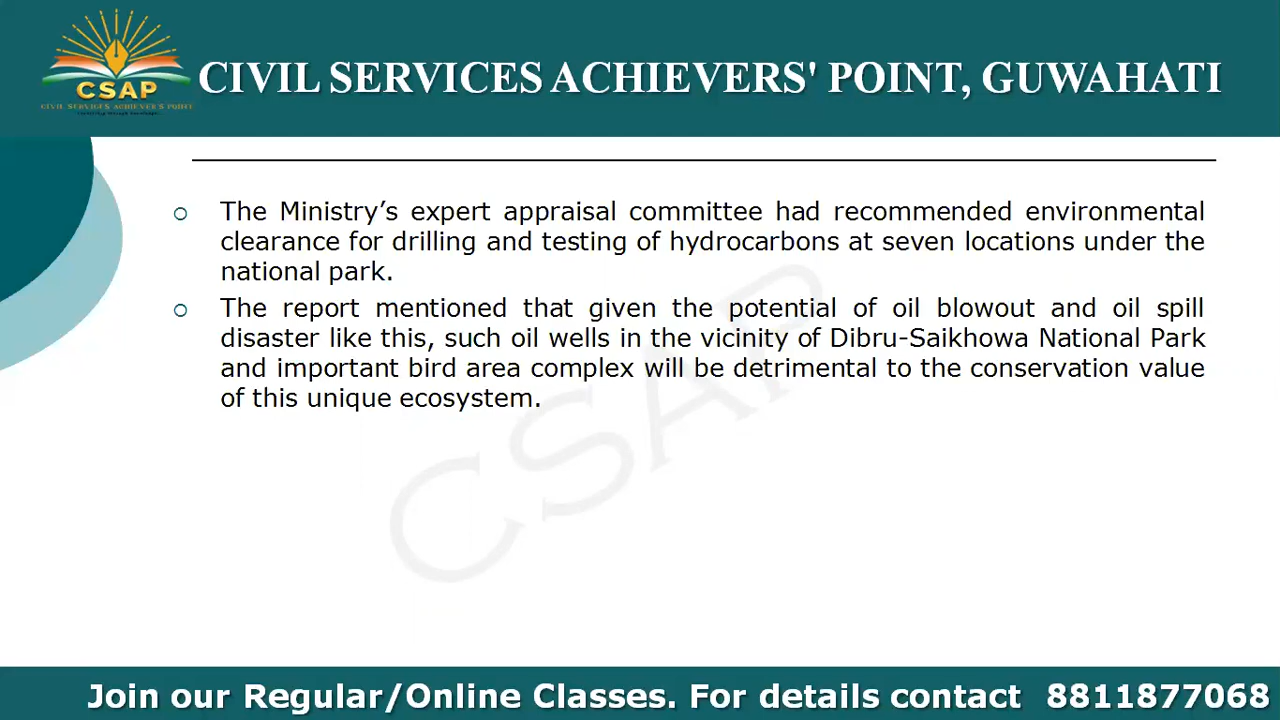 CSAP
CIVIL SERVICES ACHIEVER'S POINT
CIVIL SERVICES ACHIEVERS' POINT, GUWAHATI
The Ministry’s expert appraisal committee had recommended environmental
clearance for drilling and testing of hydrocarbons at seven locations under the
national park.
The report mentioned that given the potential of oil blowout and oil spill
disaster like this, such oil wells in the vicinity of Dibru-Saikhowa National Park
and important bird area complex will be detrimental to the conservation value
of this unique ecosystem.
CSAP
Join our Regular/Online Classes. For details contact 8811877068